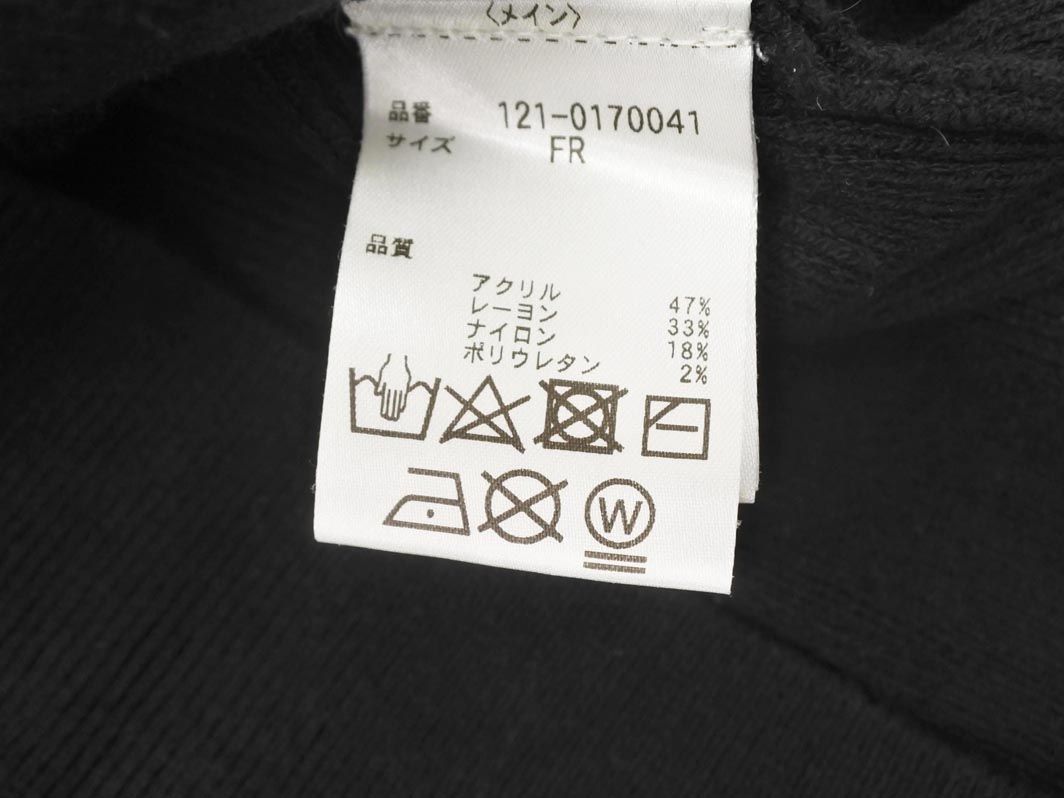 〈メイン〉
品番 121-0170041
サイズ FR
品質
アクリル 47%
レーヨン 33%
ナイロン 18%
ポリウレタン 2%
W